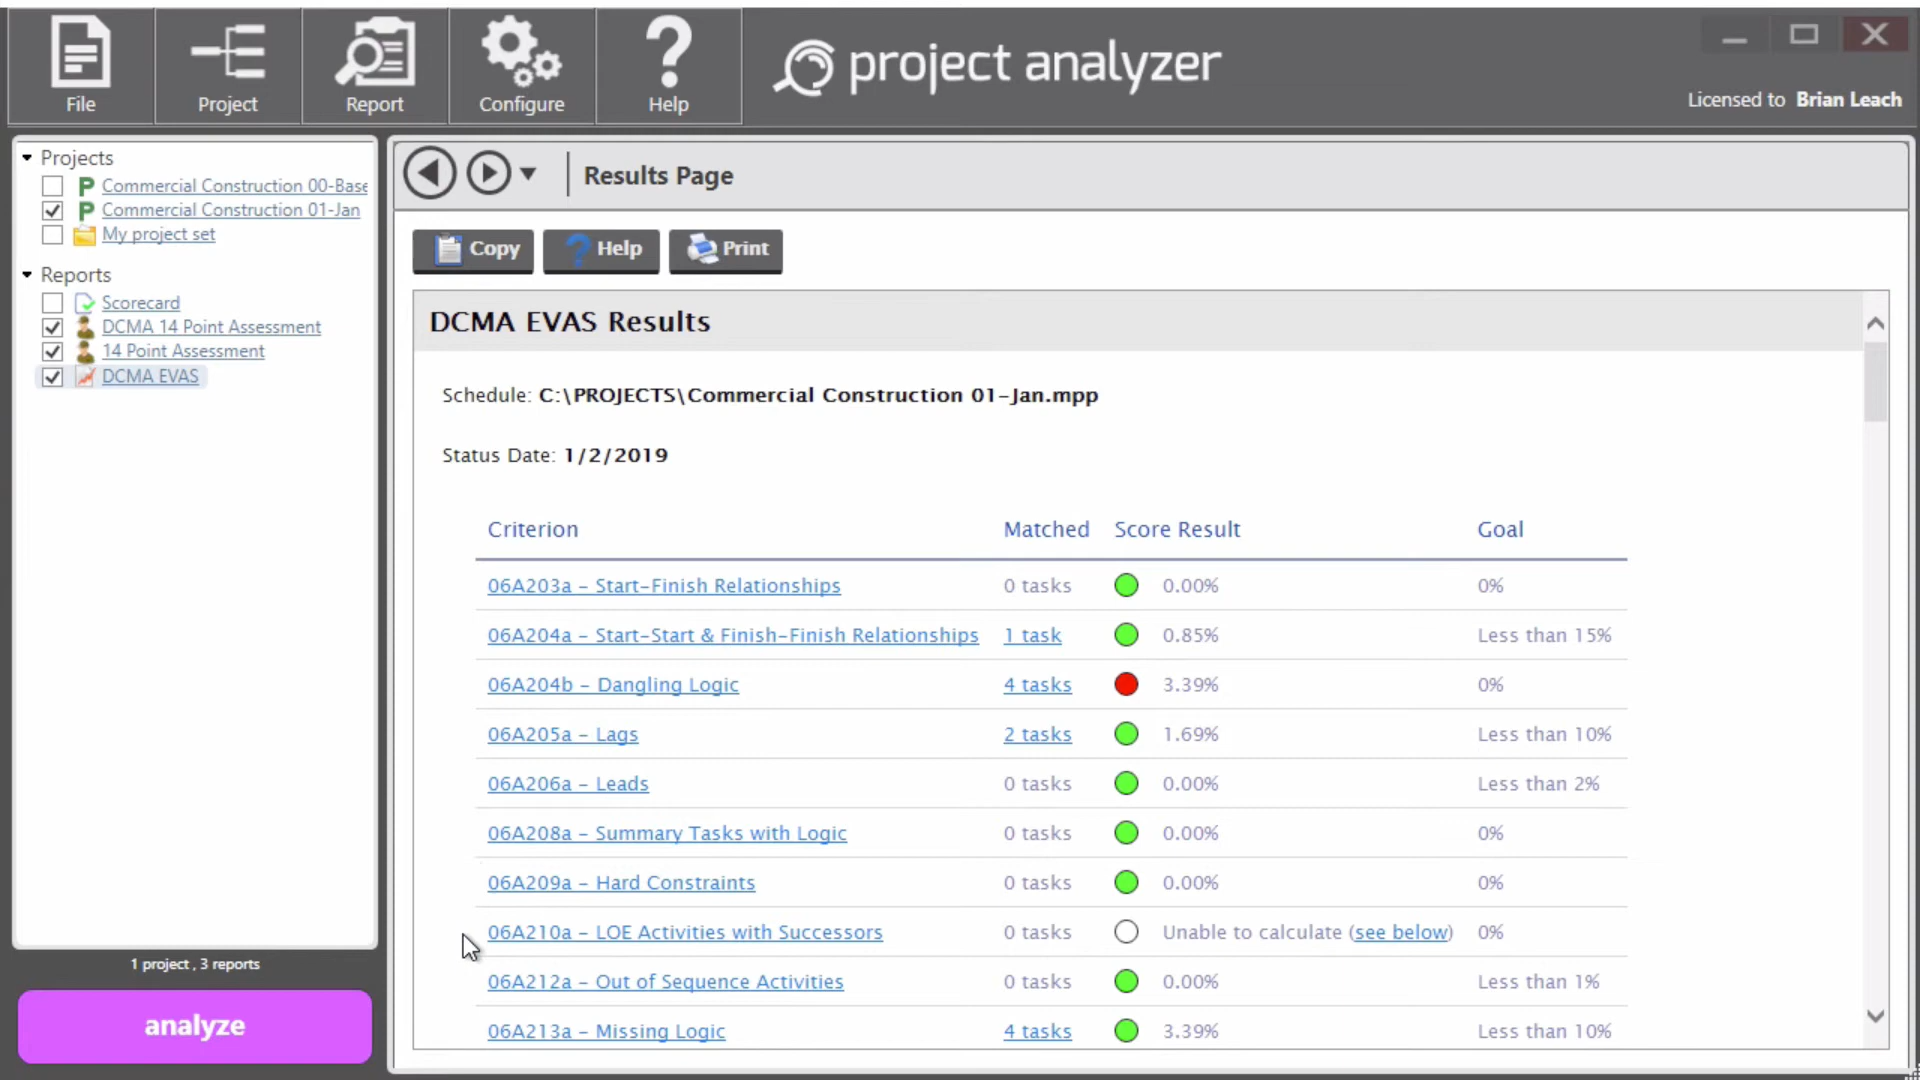 File
Project
Report
Configure
Help
project analyzer
Licensed to Brian Leach
Projects
Commercial Construction 00-Base
Commercial Construction 01-Jan
My project set
Reports
Scorecard
DCMA 14 Point Assessment
14 Point Assessment
DCMA EVAS
1 project , 3 reports
analyze
Results Page
Copy
Help
Print
DCMA EVAS Results
Schedule: C:\PROJECTS\Commercial Construction 01-Jan.mpp
Status Date: 1/2/2019
Criterion Matched Score Result Goal
06A203a - Start-Finish Relationships 0 tasks 0.00% 0%
06A204a - Start-Start & Finish-Finish Relationships 1 task 0.85% Less than 15%
06A204b - Dangling Logic 4 tasks 3.39% 0%
06A205a - Lags 2 tasks 1.69% Less than 10%
06A206a - Leads 0 tasks 0.00% Less than 2%
06A208a - Summary Tasks with Logic 0 tasks 0.00% 0%
06A209a - Hard Constraints 0 tasks 0.00% 0%
06A210a - LOE Activities with Successors 0 tasks Unable to calculate (see below) 0%
06A212a - Out of Sequence Activities 0 tasks 0.00% Less than 1%
06A213a - Missing Logic 4 tasks 3.39% Less than 10%